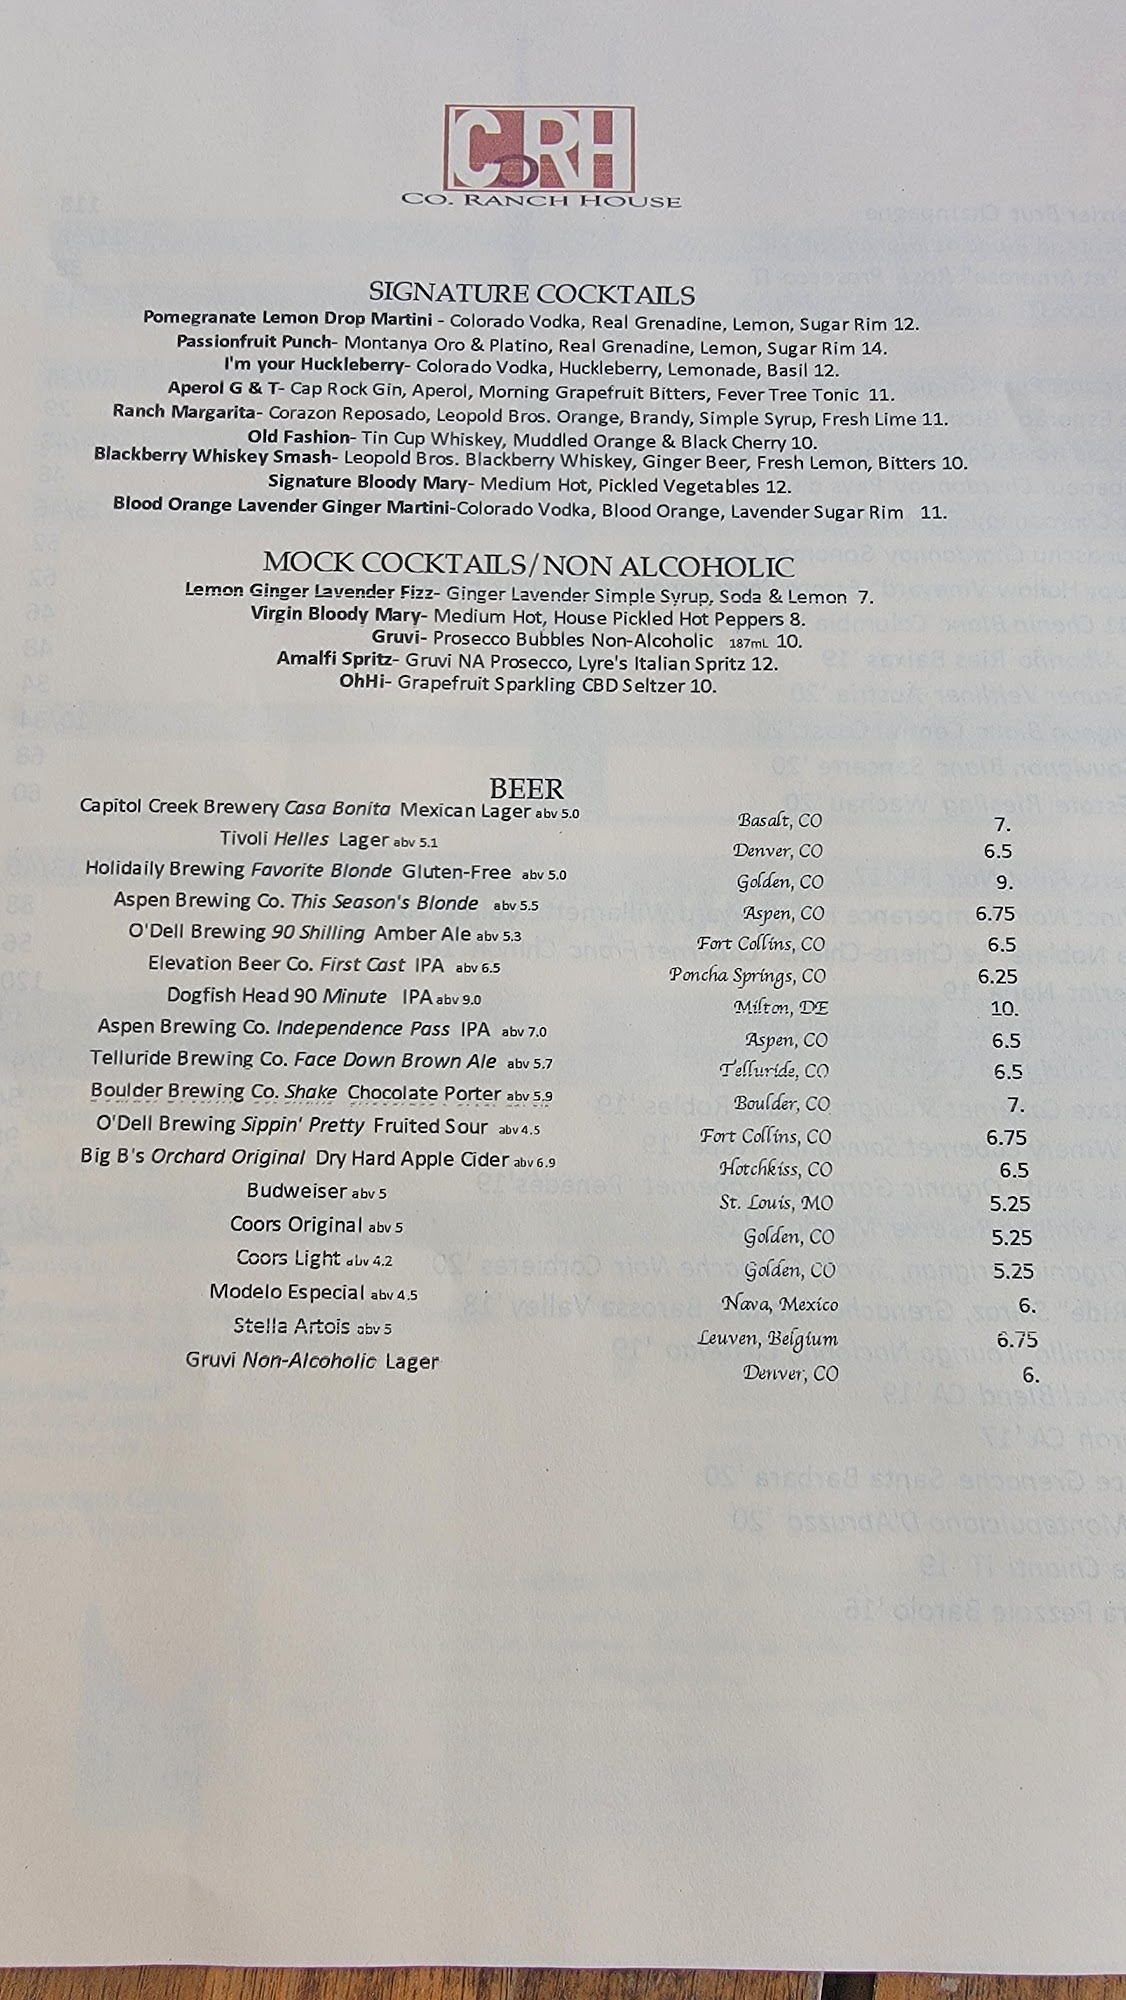 CORH
CO. RANCH HOUSE
SIGNATURE COCKTAILS
Pomegranate Lemon Drop Martini - Colorado Vodka, Real Grenadine, Lemon, Sugar Rim 12.
Passionfruit Punch- Montanya Oro & Platino, Real Grenadine, Lemon, Sugar Rim 14.
I'm your Huckleberry- Colorado Vodka, Huckleberry, Lemonade, Basil 12.
Aperol G & T- Cap Rock Gin, Aperol, Morning Grapefruit Bitters, Fever Tree Tonic 11.
Ranch Margarita- Corazon Reposado, Leopold Bros. Orange, Brandy, Simple Syrup, Fresh Lime 11.
Old Fashion- Tin Cup Whiskey, Muddled Orange & Black Cherry 10.
Blackberry Whiskey Smash- Leopold Bros. Blackberry Whiskey, Ginger Beer, Fresh Lemon, Bitters 10.
Signature Bloody Mary- Medium Hot, Pickled Vegetables 12.
Blood Orange Lavender Ginger Martini-Colorado Vodka, Blood Orange, Lavender Sugar Rim 11.
MOCK COCKTAILS/NON ALCOHOLIC
Lemon Ginger Lavender Fizz- Ginger Lavender Simple Syrup, Soda & Lemon 7.
Virgin Bloody Mary- Medium Hot, House Pickled Hot Peppers 8.
Gruvi- Prosecco Bubbles Non-Alcoholic 187mL 10.
Amalfi Spritz- Gruvi NA Prosecco, Lyre's Italian Spritz 12.
OhHi- Grapefruit Sparkling CBD Seltzer 10.
BEER
Capitol Creek Brewery Casa Bonita Mexican Lager abv 5.0 Basalt, CO 7.
Tivoli Helles Lager abv 5.1 Denver, CO 6.5
Holidaily Brewing Favorite Blonde Gluten-Free abv 5.0 Golden, CO 9.
Aspen Brewing Co. This Season's Blonde abv 5.5 Aspen, CO 6.75
O'Dell Brewing 90 Shilling Amber Ale abv 5.3 Fort Collins, CO 6.5
Elevation Beer Co. First Cast IPA abv 6.5 Poncha Springs, CO 6.25
Dogfish Head 90 Minute IPA abv 9.0 Milton, DE 10.
Aspen Brewing Co. Independence Pass IPA abv 7.0 Aspen, CO 6.5
Telluride Brewing Co. Face Down Brown Ale abv 5.7 Telluride, CO 6.5
Boulder Brewing Co. Shake Chocolate Porter abv 5.9 Boulder, CO 7.
O'Dell Brewing Sippin' Pretty Fruited Sour abv 4.5 Fort Collins, CO 6.75
Big B's Orchard Original Dry Hard Apple Cider abv 6.9 Hotchkiss, CO 6.5
Budweiser abv 5 St. Louis, MO 5.25
Coors Original abv 5 Golden, CO 5.25
Coors Light abv 4.2 Golden, CO 5.25
Modelo Especial abv 4.5 Nava, Mexico 6.
Stella Artois abv 5 Leuven, Belgium 6.75
Gruvi Non-Alcoholic Lager Denver, CO 6.